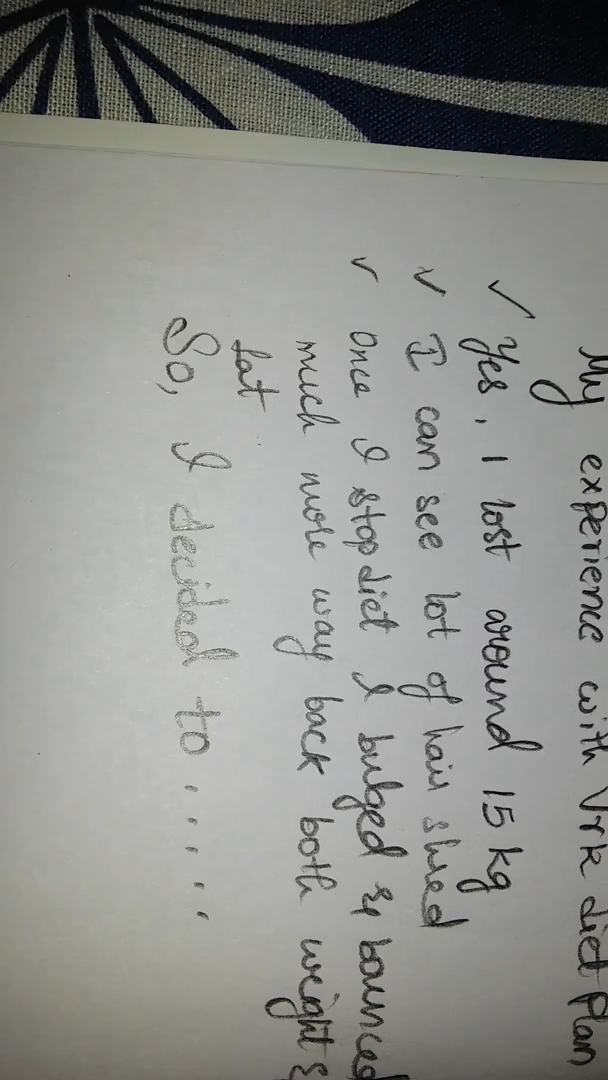 My experience with Vrk diet plan
✓ Yes, I lost around 15 kg
✓ I can see lot of hair shred
✓ Once I stop diet I bulged & bounced
much more way back both weight &
fat
So, I decided to.....